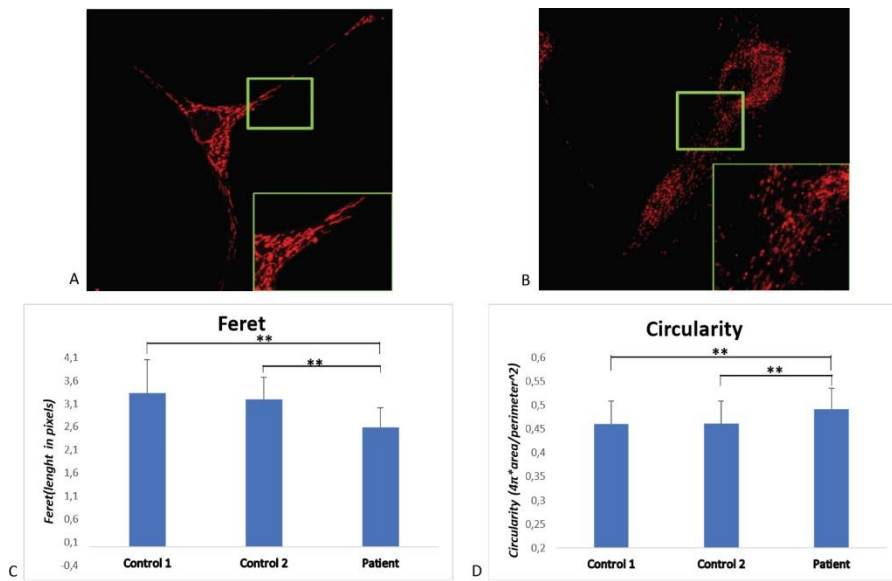 A
B
Feret
**
**
4,1
3,6
3,1
2,6
2,1
1,6
1,1
0,6
0,1
-0,4
Feret(lenght in pixels)
Control 1
Control 2
Patient
C
Circularity
**
**
0,6
0,55
0,5
0,45
0,4
0,35
0,3
0,25
0,2
Circularity (4π*area/perimeter^2)
Control 1
Control 2
Patient
D